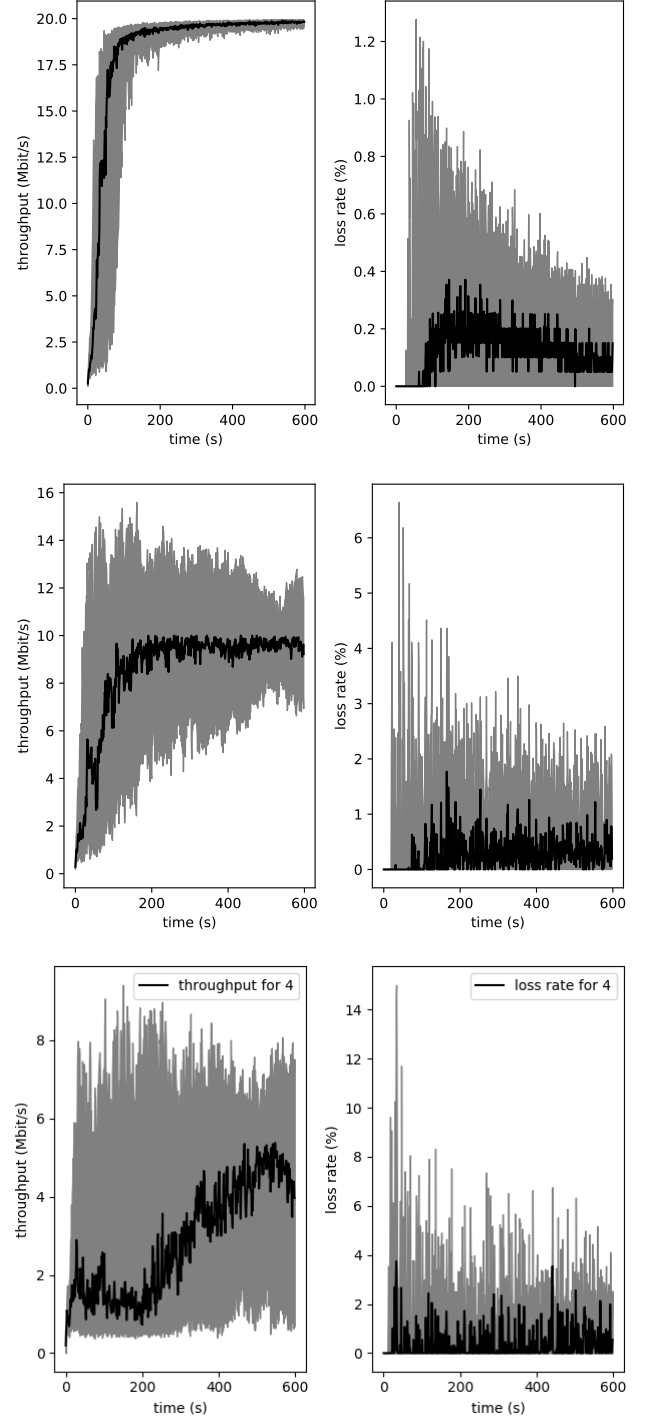 throughput (Mbit/s)
20.0
17.5
15.0
12.5
10.0
7.5
5.0
2.5
0.0
0 200 400 600
time (s)
loss rate (%)
1.2
1.0
0.8
0.6
0.4
0.2
0.0
0 200 400 600
time (s)
throughput (Mbit/s)
16
14
12
10
8
6
4
2
0
0 200 400 600
time (s)
loss rate (%)
6
5
4
3
2
1
0
0 200 400 600
time (s)
throughput for 4
throughput (Mbit/s)
8
6
4
2
0
0 200 400 600
time (s)
loss rate for 4
loss rate (%)
14
12
10
8
6
4
2
0
0 200 400 600
time (s)